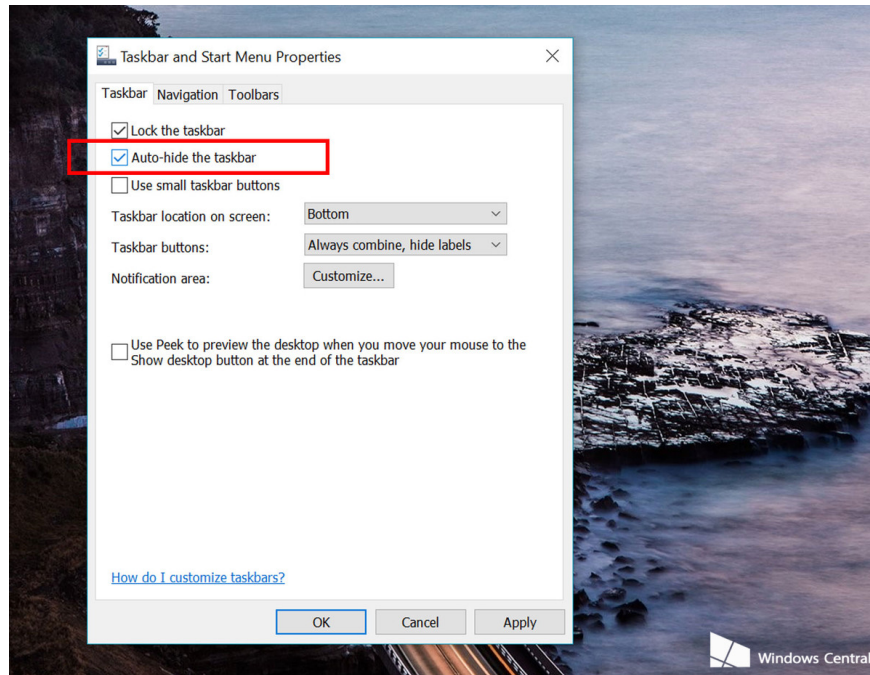 Taskbar and Start Menu Properties
Taskbar Navigation Toolbars
Lock the taskbar
Auto-hide the taskbar
Use small taskbar buttons
Taskbar location on screen: Bottom
Taskbar buttons: Always combine, hide labels
Notification area: Customize...
Use Peek to preview the desktop when you move your mouse to the
Show desktop button at the end of the taskbar
How do I customize taskbars?
OK Cancel Apply
Windows Central